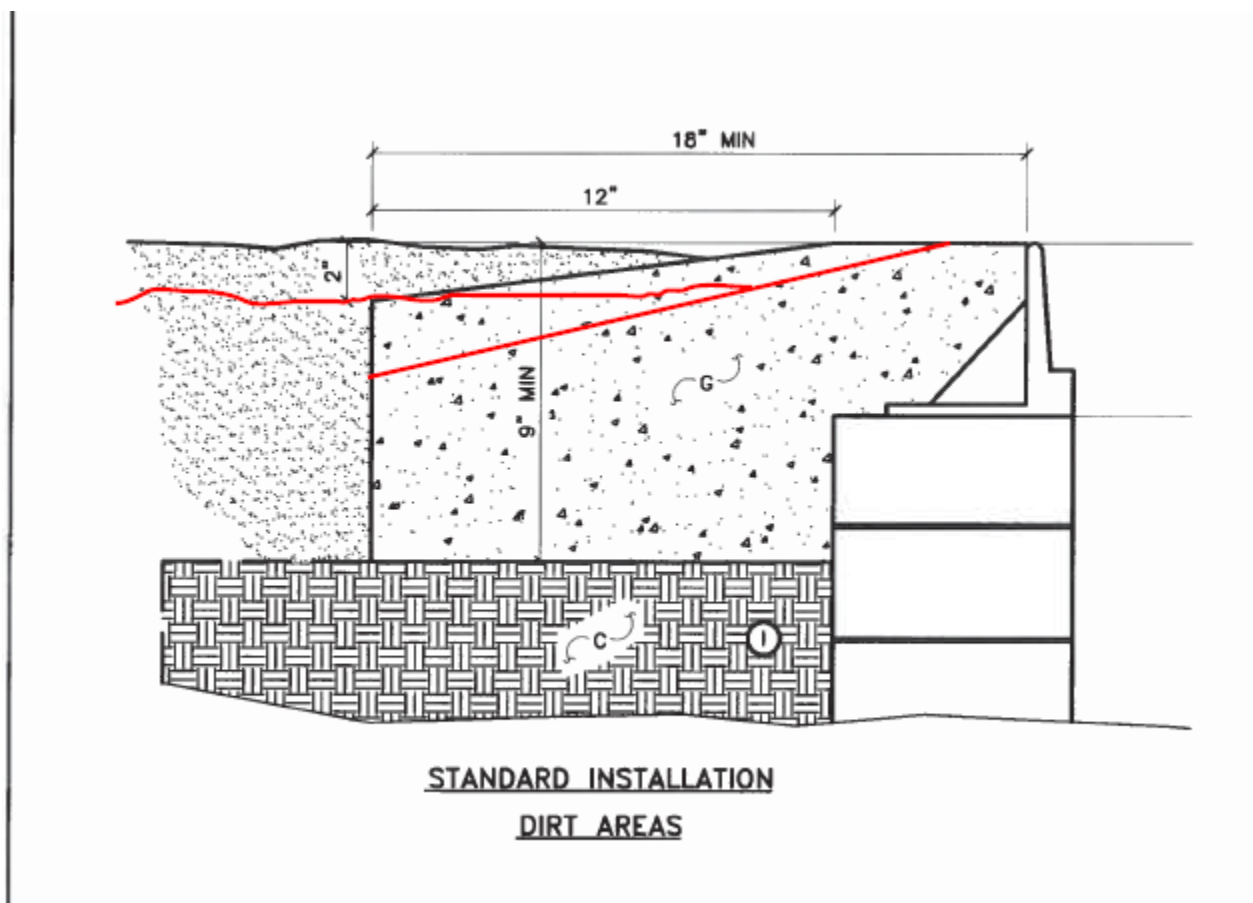 18" MIN
12"
2"
9" MIN
G
C
1
STANDARD INSTALLATION
DIRT AREAS